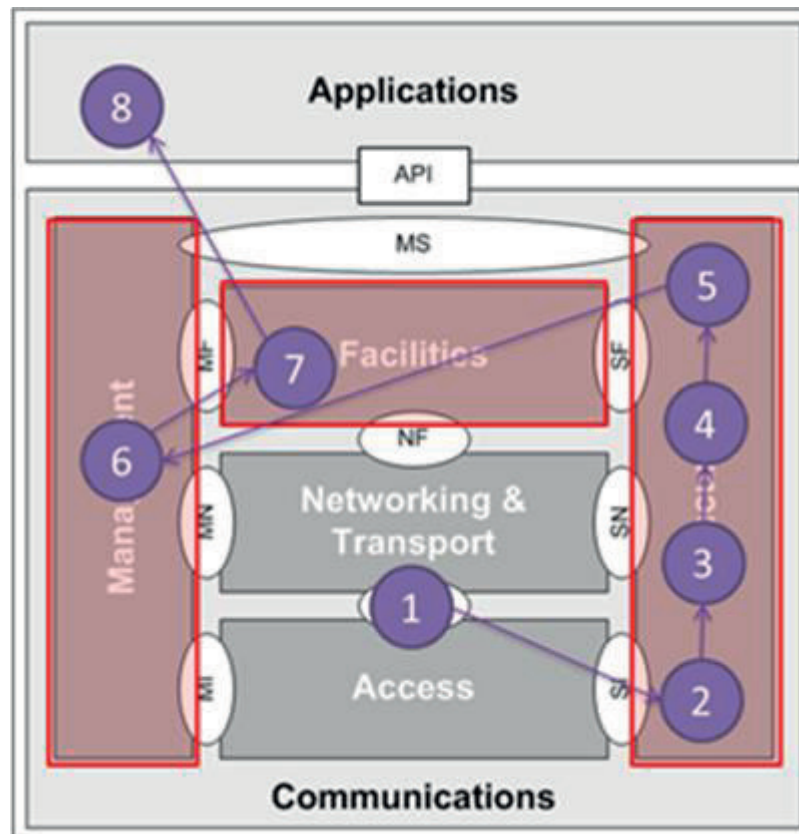 Applications
8
API
MS
5
MF
Facilities
SF
7
4
6
NF
MN
Networking &
Transport
SN
3
1
MI
Access
SI
2
Communications